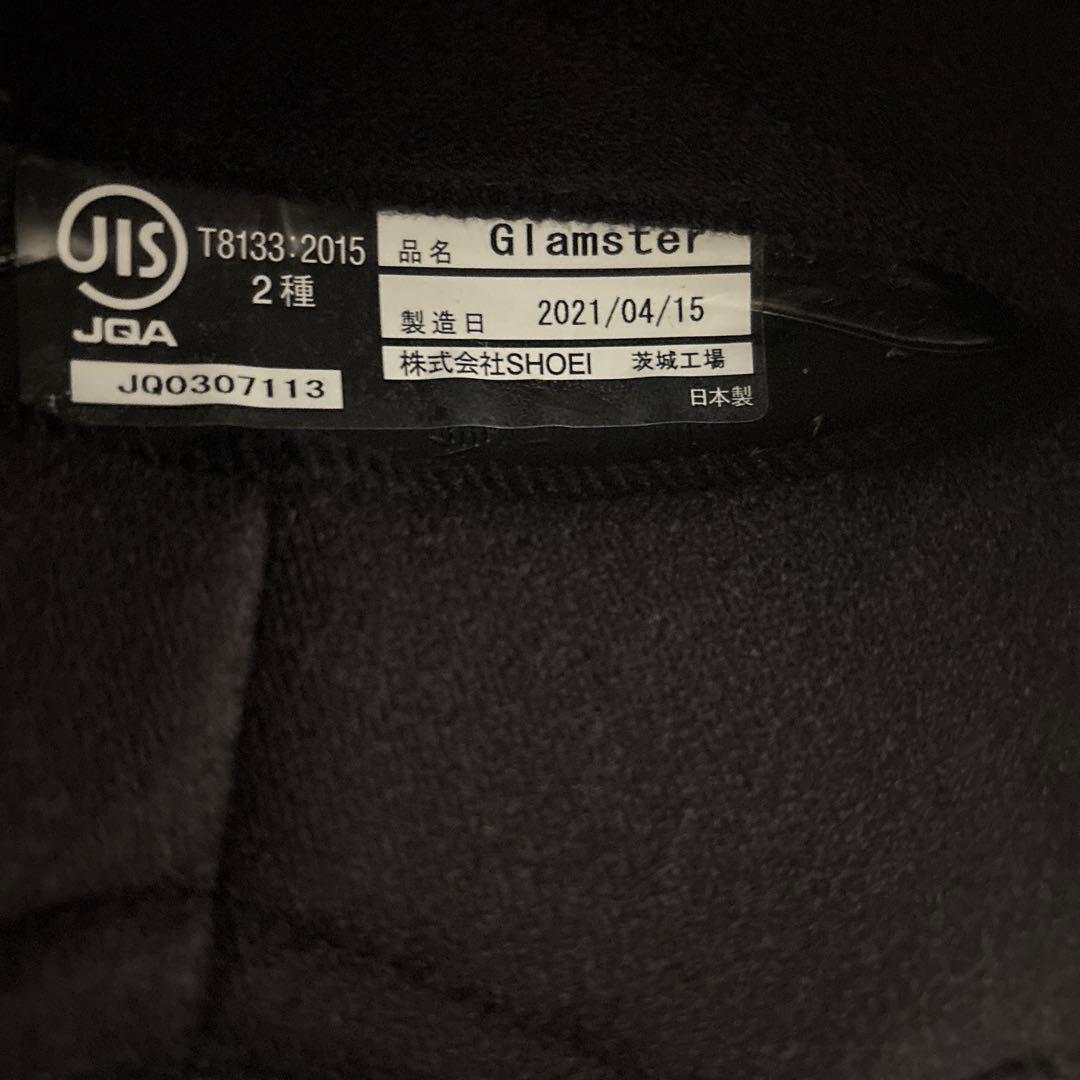 JIS
JQA
T8133:2015
2種
JQ0307113
品名 Glamster
製造日 2021/04/15
株式会社SHOEI 茨城工場
日本製